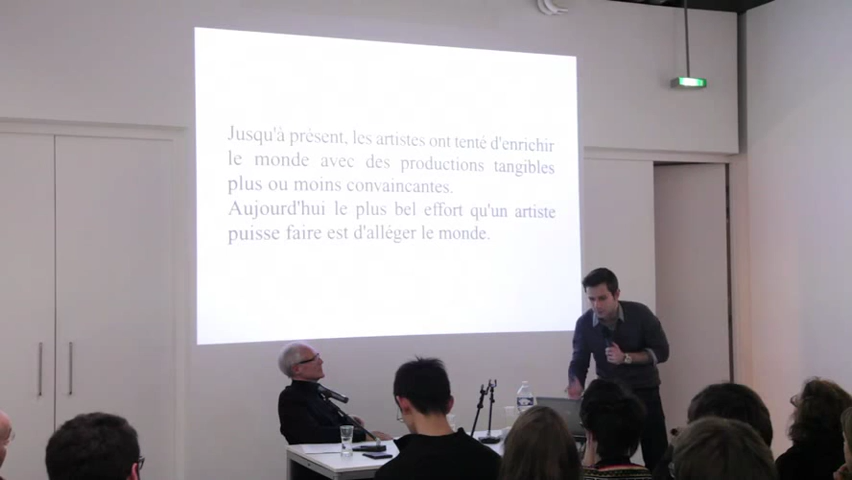 Jusqu'à présent, les artistes ont tenté d'enrichir
le monde avec des productions tangibles
plus ou moins convaincantes.
Aujourd'hui le plus bel effort qu'un artiste
puisse faire est d'alléger le monde.